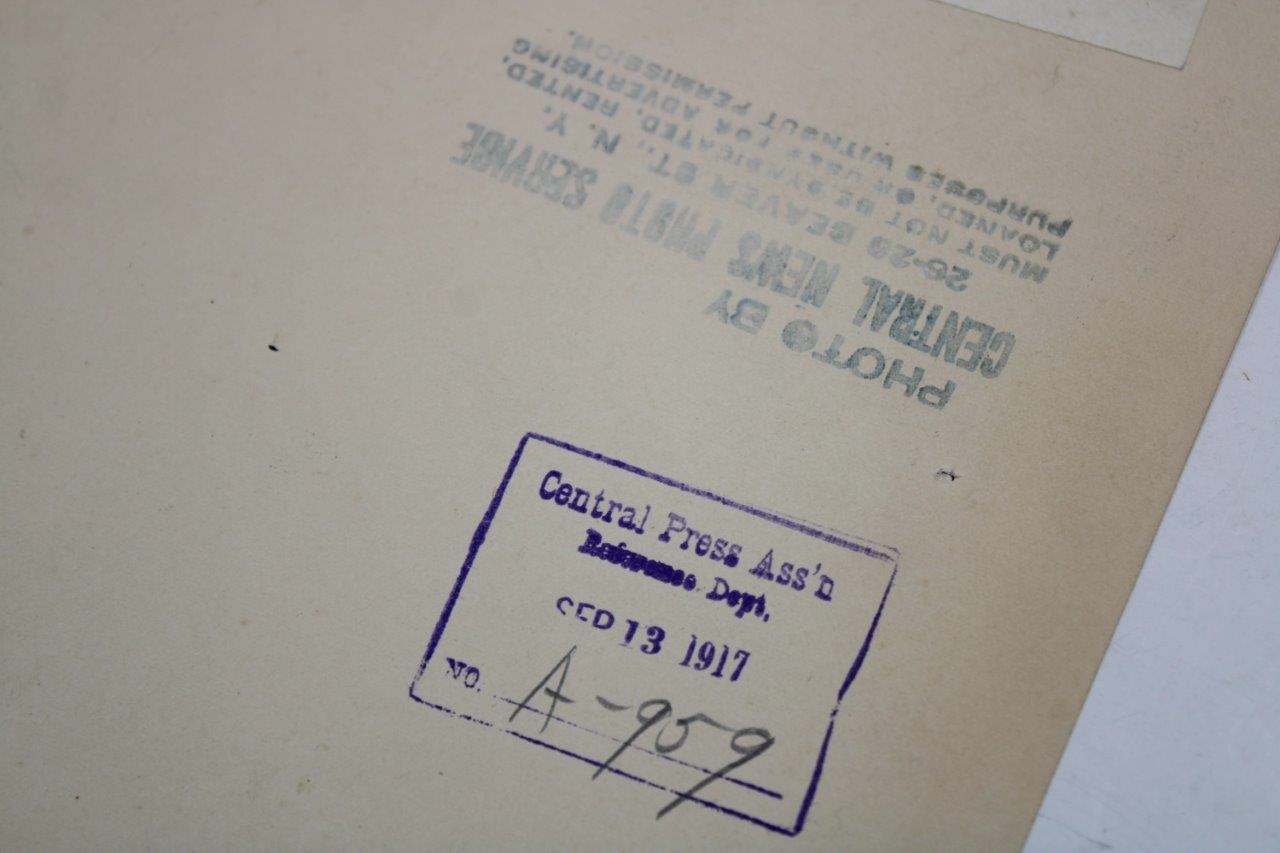 PHOTO BY
CENTRAL NEWS PHOTO SERVICE
26-28 BEAVER ST., N. Y.
MUST NOT BE SYNDICATED, RENTED,
LOANED, OR USED FOR ADVERTISING
PURPOSES WITHOUT PERMISSION.
Central Press Ass'n
Reference Dept.
SEP 13 1917
NO. A-959